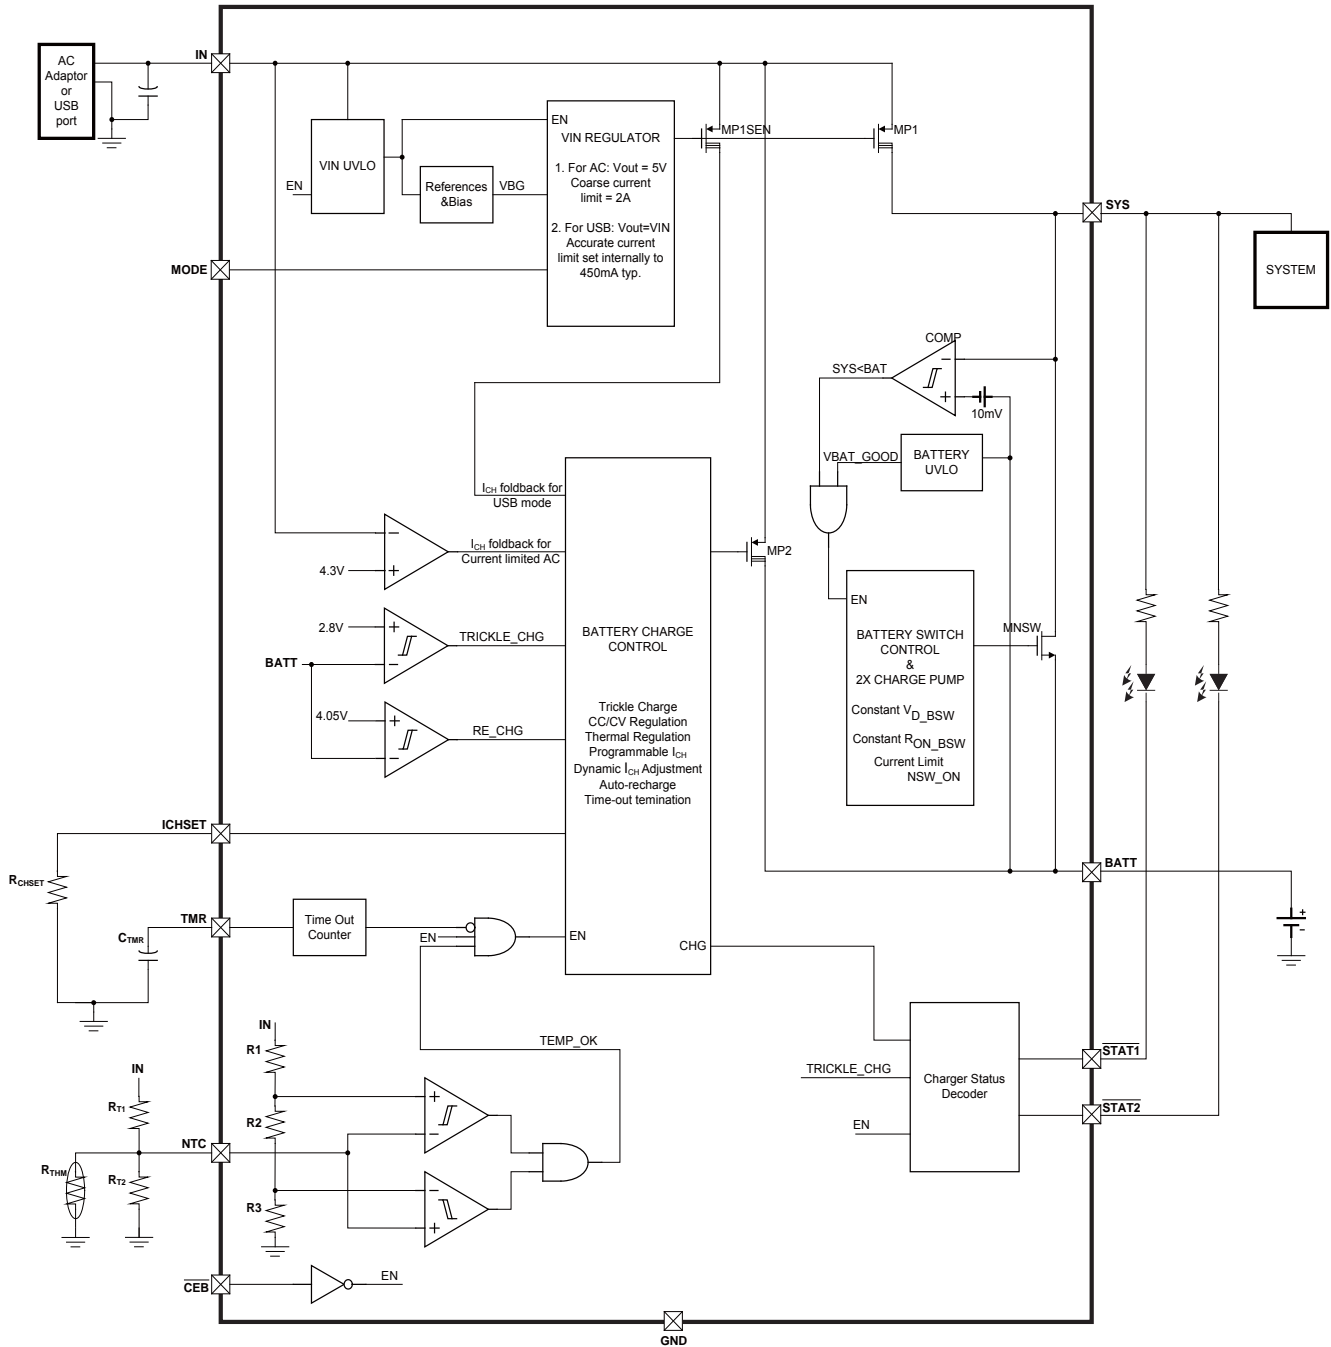 IN
AC
Adaptor
or
USB
port
EN
VIN REGULATOR
1. For AC: Vout = 5V
Coarse current
limit = 2A
2. For USB: Vout=VIN
Accurate current
limit set internally to
450mA typ.
MP1SEN
MP1
VIN UVLO
EN
References
&Bias
VBG
SYS
SYSTEM
MODE
COMP
SYS<BAT
−
+
10mV
VBAT_GOOD
BATTERY
UVLO
ICH foldback for
USB mode
ICH foldback for
Current limited AC
−
+
4.3V
MP2
EN
BATTERY SWITCH
CONTROL
&
2X CHARGE PUMP
Constant VD_BSW
Constant RON_BSW
Current Limit
NSW_ON
MNSW
2.8V
+
−
TRICKLE_CHG
BATT
4.05V
+
−
RE_CHG
BATTERY CHARGE
CONTROL
Trickle Charge
CC/CV Regulation
Thermal Regulation
Programmable ICH
Dynamic ICH Adjustment
Auto-recharge
Time-out temination
ICHSET
RCHSET
BATT
+
−
TMR
CTMR
Time Out
Counter
EN
EN
CHG
IN
R1
R2
R3
TEMP_OK
+
−
−
+
IN
RT1
NTC
RTHM
RT2
TRICKLE_CHG
EN
Charger Status
Decoder
STAT1
STAT2
CEB
EN
GND